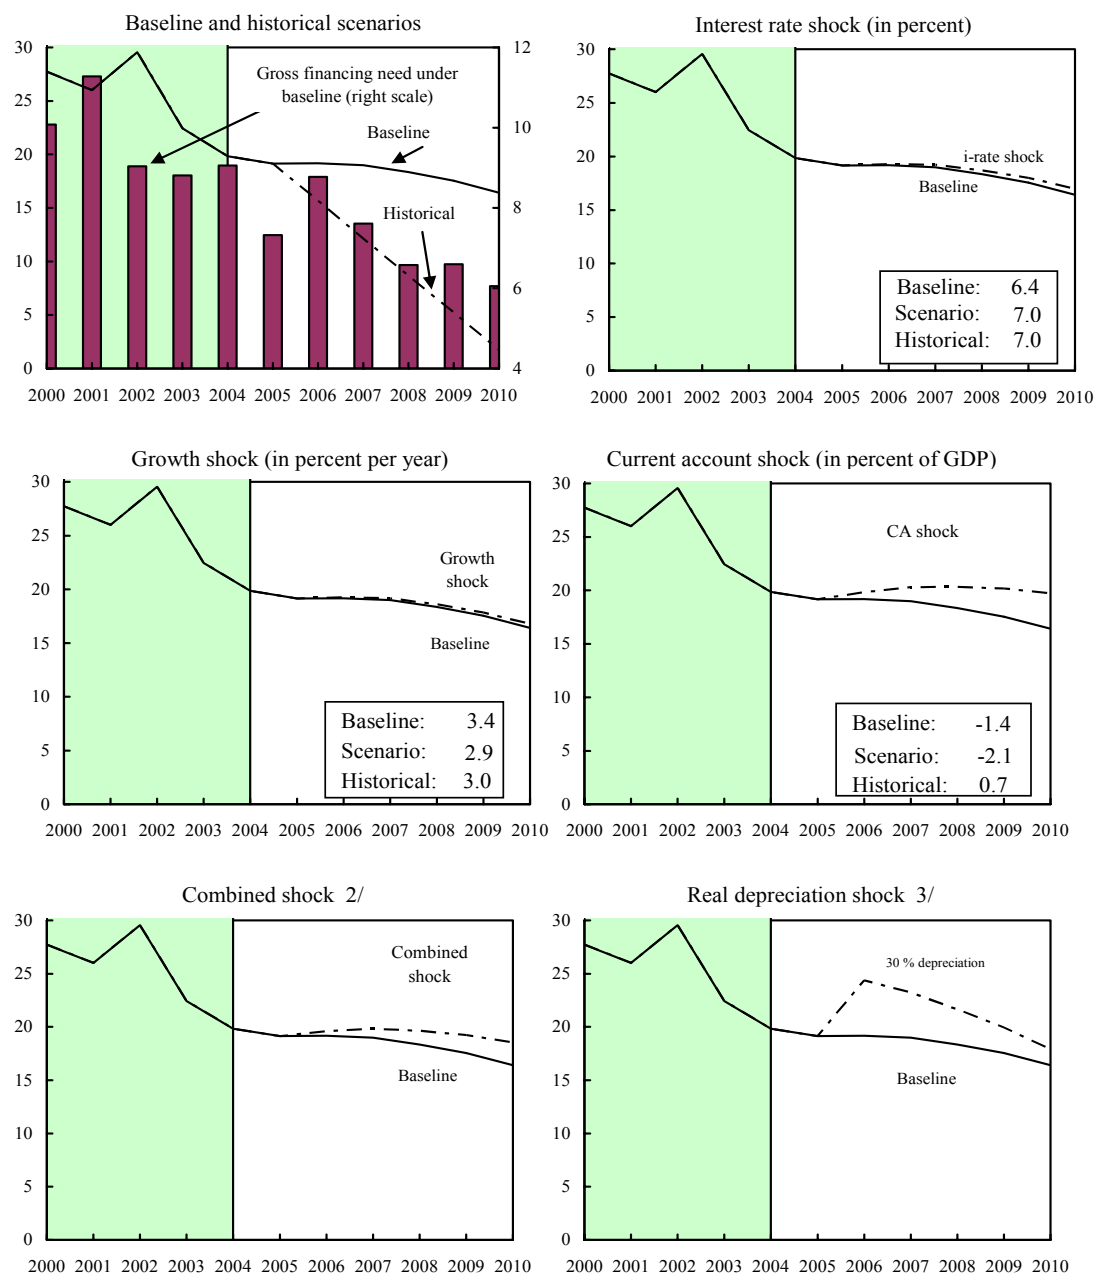 Baseline and historical scenarios
30
25
20
15
10
5
0
12
10
8
6
4
Gross financing need under
baseline (right scale)
Baseline
Historical
2000 2001 2002 2003 2004 2005 2006 2007 2008 2009 2010
Interest rate shock (in percent)
30
25
20
15
10
5
0
i-rate shock
Baseline
Baseline: 6.4
Scenario: 7.0
Historical: 7.0
2000 2001 2002 2003 2004 2005 2006 2007 2008 2009 2010
Growth shock (in percent per year)
30
25
20
15
10
5
0
Growth
shock
Baseline
Baseline: 3.4
Scenario: 2.9
Historical: 3.0
2000 2001 2002 2003 2004 2005 2006 2007 2008 2009 2010
Current account shock (in percent of GDP)
30
25
20
15
10
5
0
CA shock
Baseline: -1.4
Scenario: -2.1
Historical: 0.7
2000 2001 2002 2003 2004 2005 2006 2007 2008 2009 2010
Combined shock 2/
30
25
20
15
10
5
0
Combined
shock
Baseline
2000 2001 2002 2003 2004 2005 2006 2007 2008 2009 2010
Real depreciation shock 3/
30
25
20
15
10
5
0
30 % depreciation
Baseline
2000 2001 2002 2003 2004 2005 2006 2007 2008 2009 2010